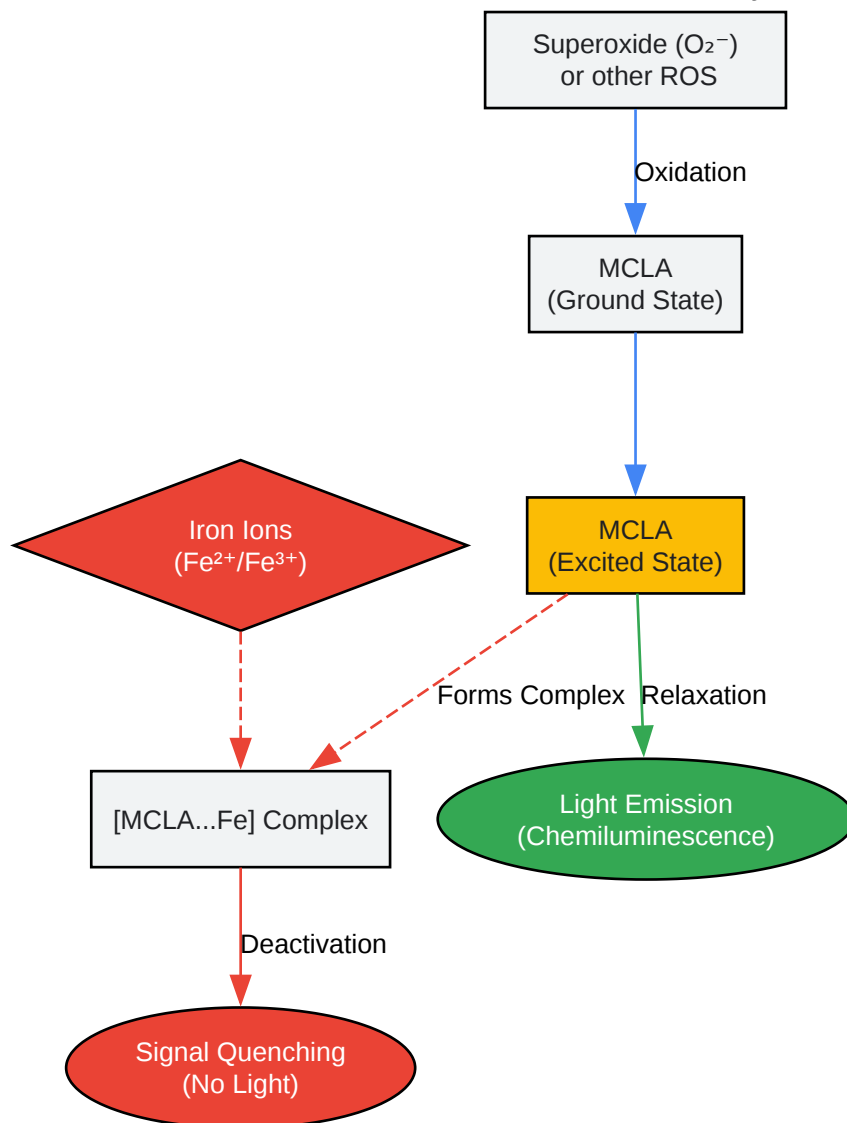 Superoxide (O₂⁻)
or other ROS
Oxidation
MCLA
(Ground State)
Iron Ions
(Fe²⁺/Fe³⁺)
MCLA
(Excited State)
Forms Complex
Relaxation
[MCLA...Fe] Complex
Light Emission
(Chemiluminescence)
Deactivation
Signal Quenching
(No Light)